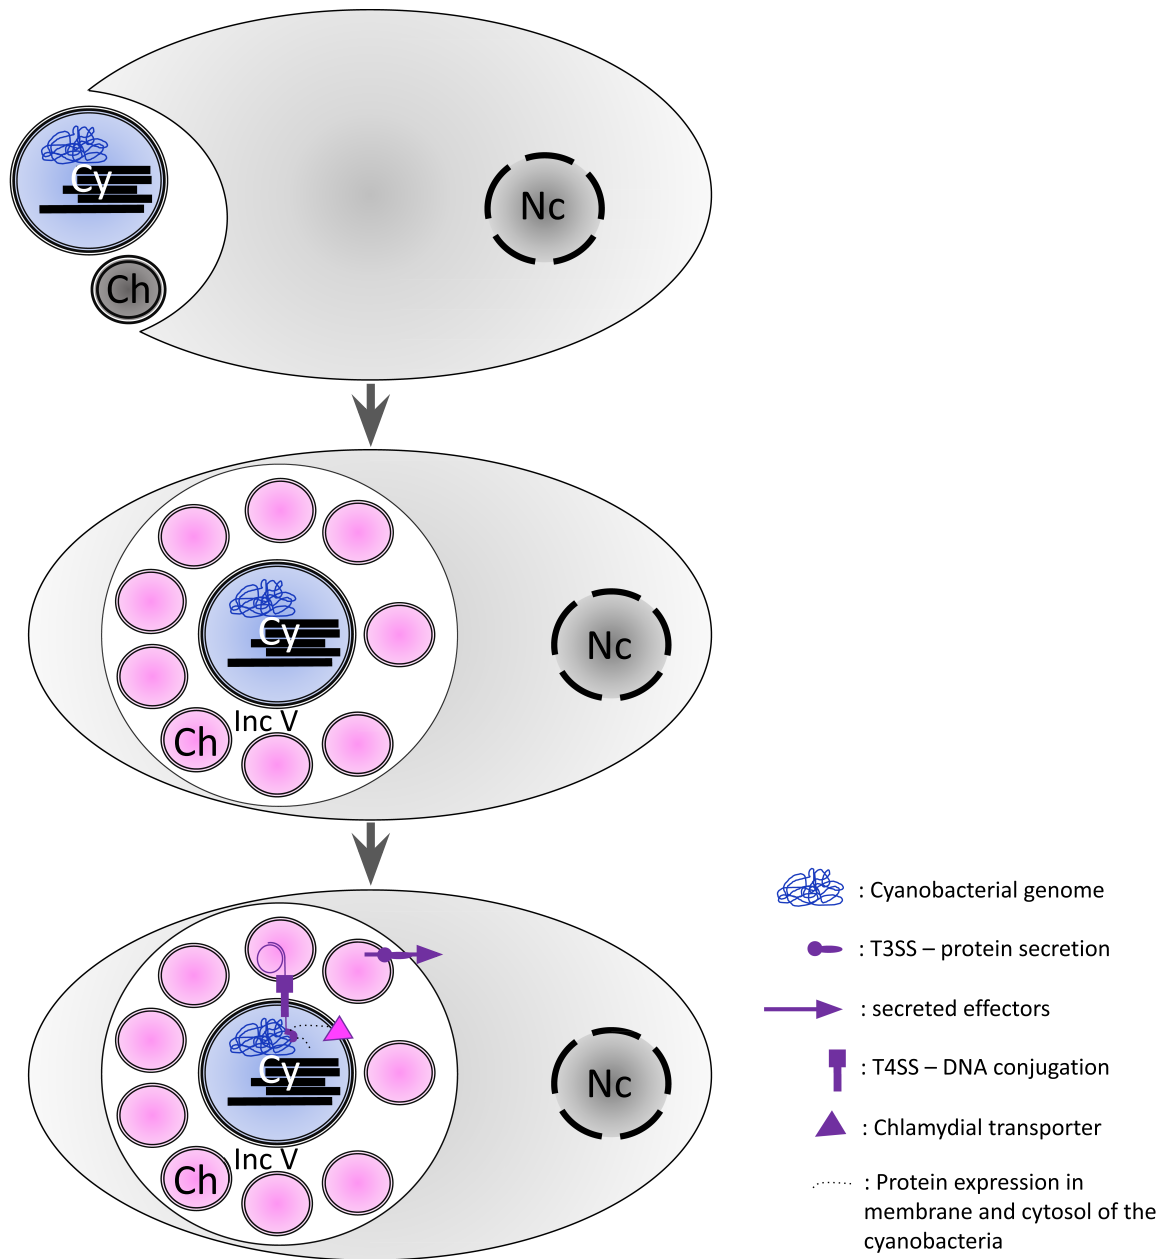 Cy
Nc
Ch
Cy
Nc
Inc V
Ch
Cy
Nc
Inc V
Ch
: Cyanobacterial genome
: T3SS – protein secretion
: secreted effectors
: T4SS – DNA conjugation
: Chlamydial transporter
: Protein expression in
membrane and cytosol of the
cyanobacteria